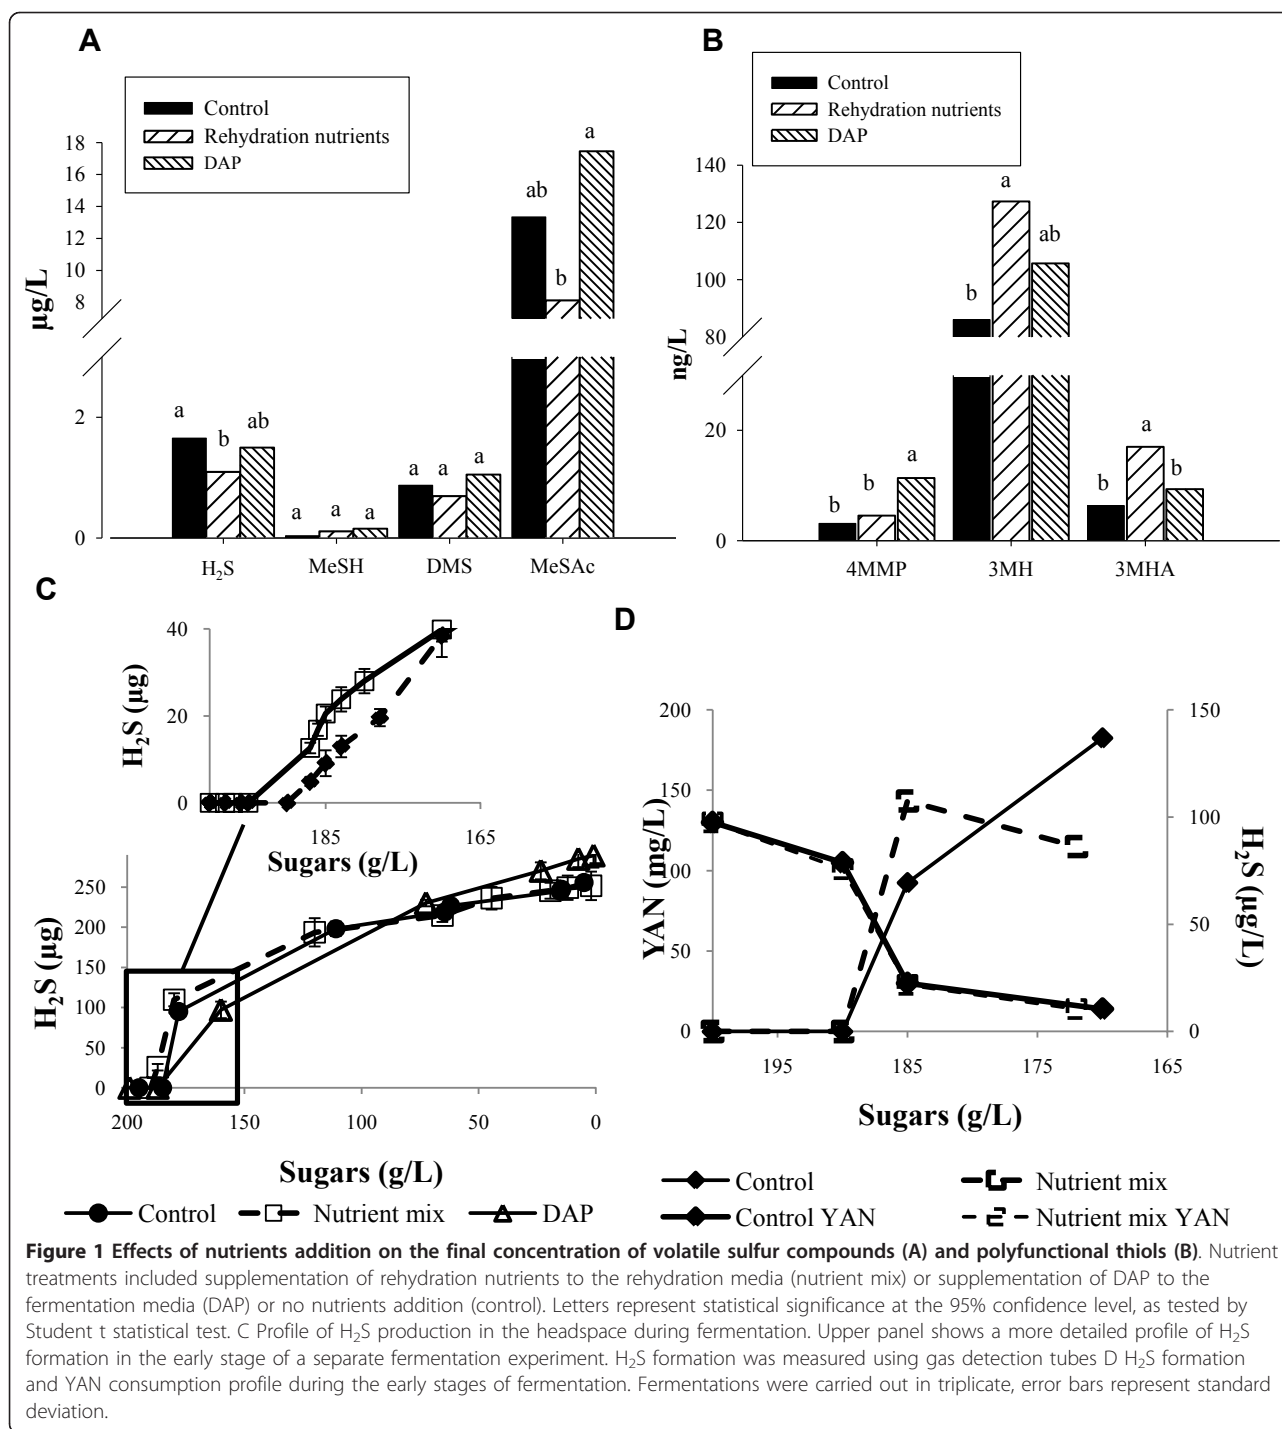 A
Control
Rehydration nutrients
DAP
µg/L
18
16
14
12
10
8
2
0
a
b
ab
a
a
a
a
a
a
ab
b
a
H₂S
MeSH
DMS
MeSAc
B
Control
Rehydration nutrients
DAP
ng/L
140
120
100
80
20
0
b
b
a
b
a
ab
b
a
b
4MMP
3MH
3MHA
C
H₂S (µg)
40
20
0
185
165
Sugars (g/L)
H₂S (µg)
250
200
150
100
50
0
200
150
100
50
0
Sugars (g/L)
Control
Nutrient mix
DAP
D
YAN (mg/L)
200
150
100
50
0
H₂S (µg/L)
150
100
50
0
195
185
175
165
Sugars (g/L)
Control
Nutrient mix
Control YAN
Nutrient mix YAN
Figure 1 Effects of nutrients addition on the final concentration of volatile sulfur compounds (A) and polyfunctional thiols (B). Nutrient
treatments included supplementation of rehydration nutrients to the rehydration media (nutrient mix) or supplementation of DAP to the
fermentation media (DAP) or no nutrients addition (control). Letters represent statistical significance at the 95% confidence level, as tested by
Student t statistical test. C Profile of H₂S production in the headspace during fermentation. Upper panel shows a more detailed profile of H₂S
formation in the early stage of a separate fermentation experiment. H₂S formation was measured using gas detection tubes D H₂S formation
and YAN consumption profile during the early stages of fermentation. Fermentations were carried out in triplicate, error bars represent standard
deviation.